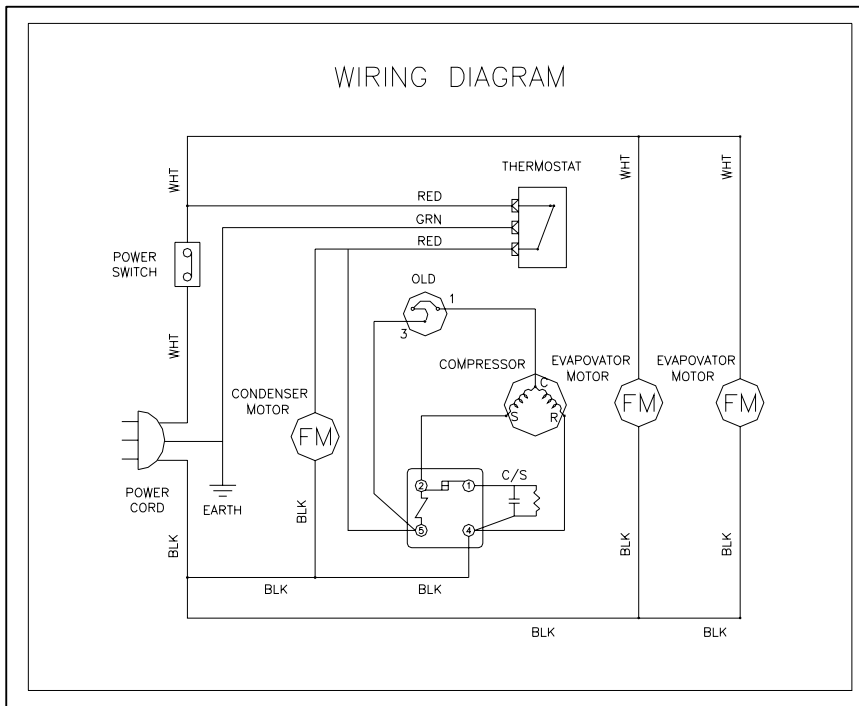 WIRING DIAGRAM
WHT
WHT
WHT
THERMOSTAT
RED
GRN
RED
POWER
SWITCH
OLD
1
3
WHT
COMPRESSOR
EVAPOVATOR
MOTOR
EVAPOVATOR
MOTOR
C
S
R
CONDENSER
MOTOR
FM
FM
FM
C/S
2
1
5
4
POWER
CORD
EARTH
BLK
BLK
BLK
BLK
BLK
BLK
BLK
BLK